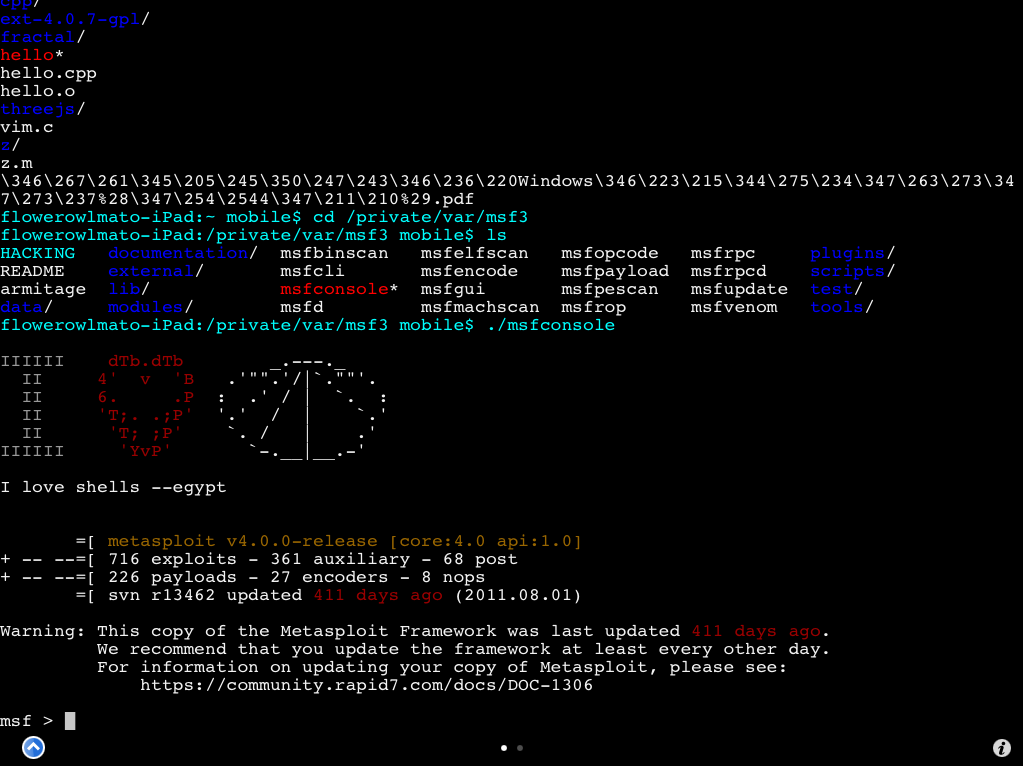 cpp/
ext-4.0.7-gpl/
fractal/
hello*
hello.cpp
hello.o
threejs/
vim.c
z/
z.m
\346\267\261\345\205\245\350\247\243\346\236\220Windows\346\223\215\344\275\234\347\263\273\34
7\273\237%28\347\254\2544\347\211\210%29.pdf
flowerowlmato-iPad:~ mobile$ cd /private/var/msf3
flowerowlmato-iPad:/private/var/msf3 mobile$ ls
HACKING   documentation/  msfbinscan   msfelfscan   msfopcode   msfrpc     plugins/
README    external/       msfcli       msfencode    msfpayload  msfrpcd    scripts/
armitage  lib/            msfconsole*  msfgui       msfpescan   msfupdate  test/
data/     modules/        msfd         msfmachscan  msfrop      msfvenom   tools/
flowerowlmato-iPad:/private/var/msf3 mobile$ ./msfconsole
IIIIII    dTb.dTb        _.---._
  II     4'  v  'B   .'"".'/|`.""'.
  II     6.     .P  :  .' / |  `.  :
  II     'T;. .;P'  '.'  /  |    `.'
  II      'T; ;P'    `. /   |    .'
IIIIII     'YvP'       `-.__|__.-'
I love shells --egypt
       =[ metasploit v4.0.0-release [core:4.0 api:1.0]
+ -- --=[ 716 exploits - 361 auxiliary - 68 post
+ -- --=[ 226 payloads - 27 encoders - 8 nops
       =[ svn r13462 updated 411 days ago (2011.08.01)
Warning: This copy of the Metasploit Framework was last updated 411 days ago.
         We recommend that you update the framework at least every other day.
         For information on updating your copy of Metasploit, please see:
             https://community.rapid7.com/docs/DOC-1306
msf >